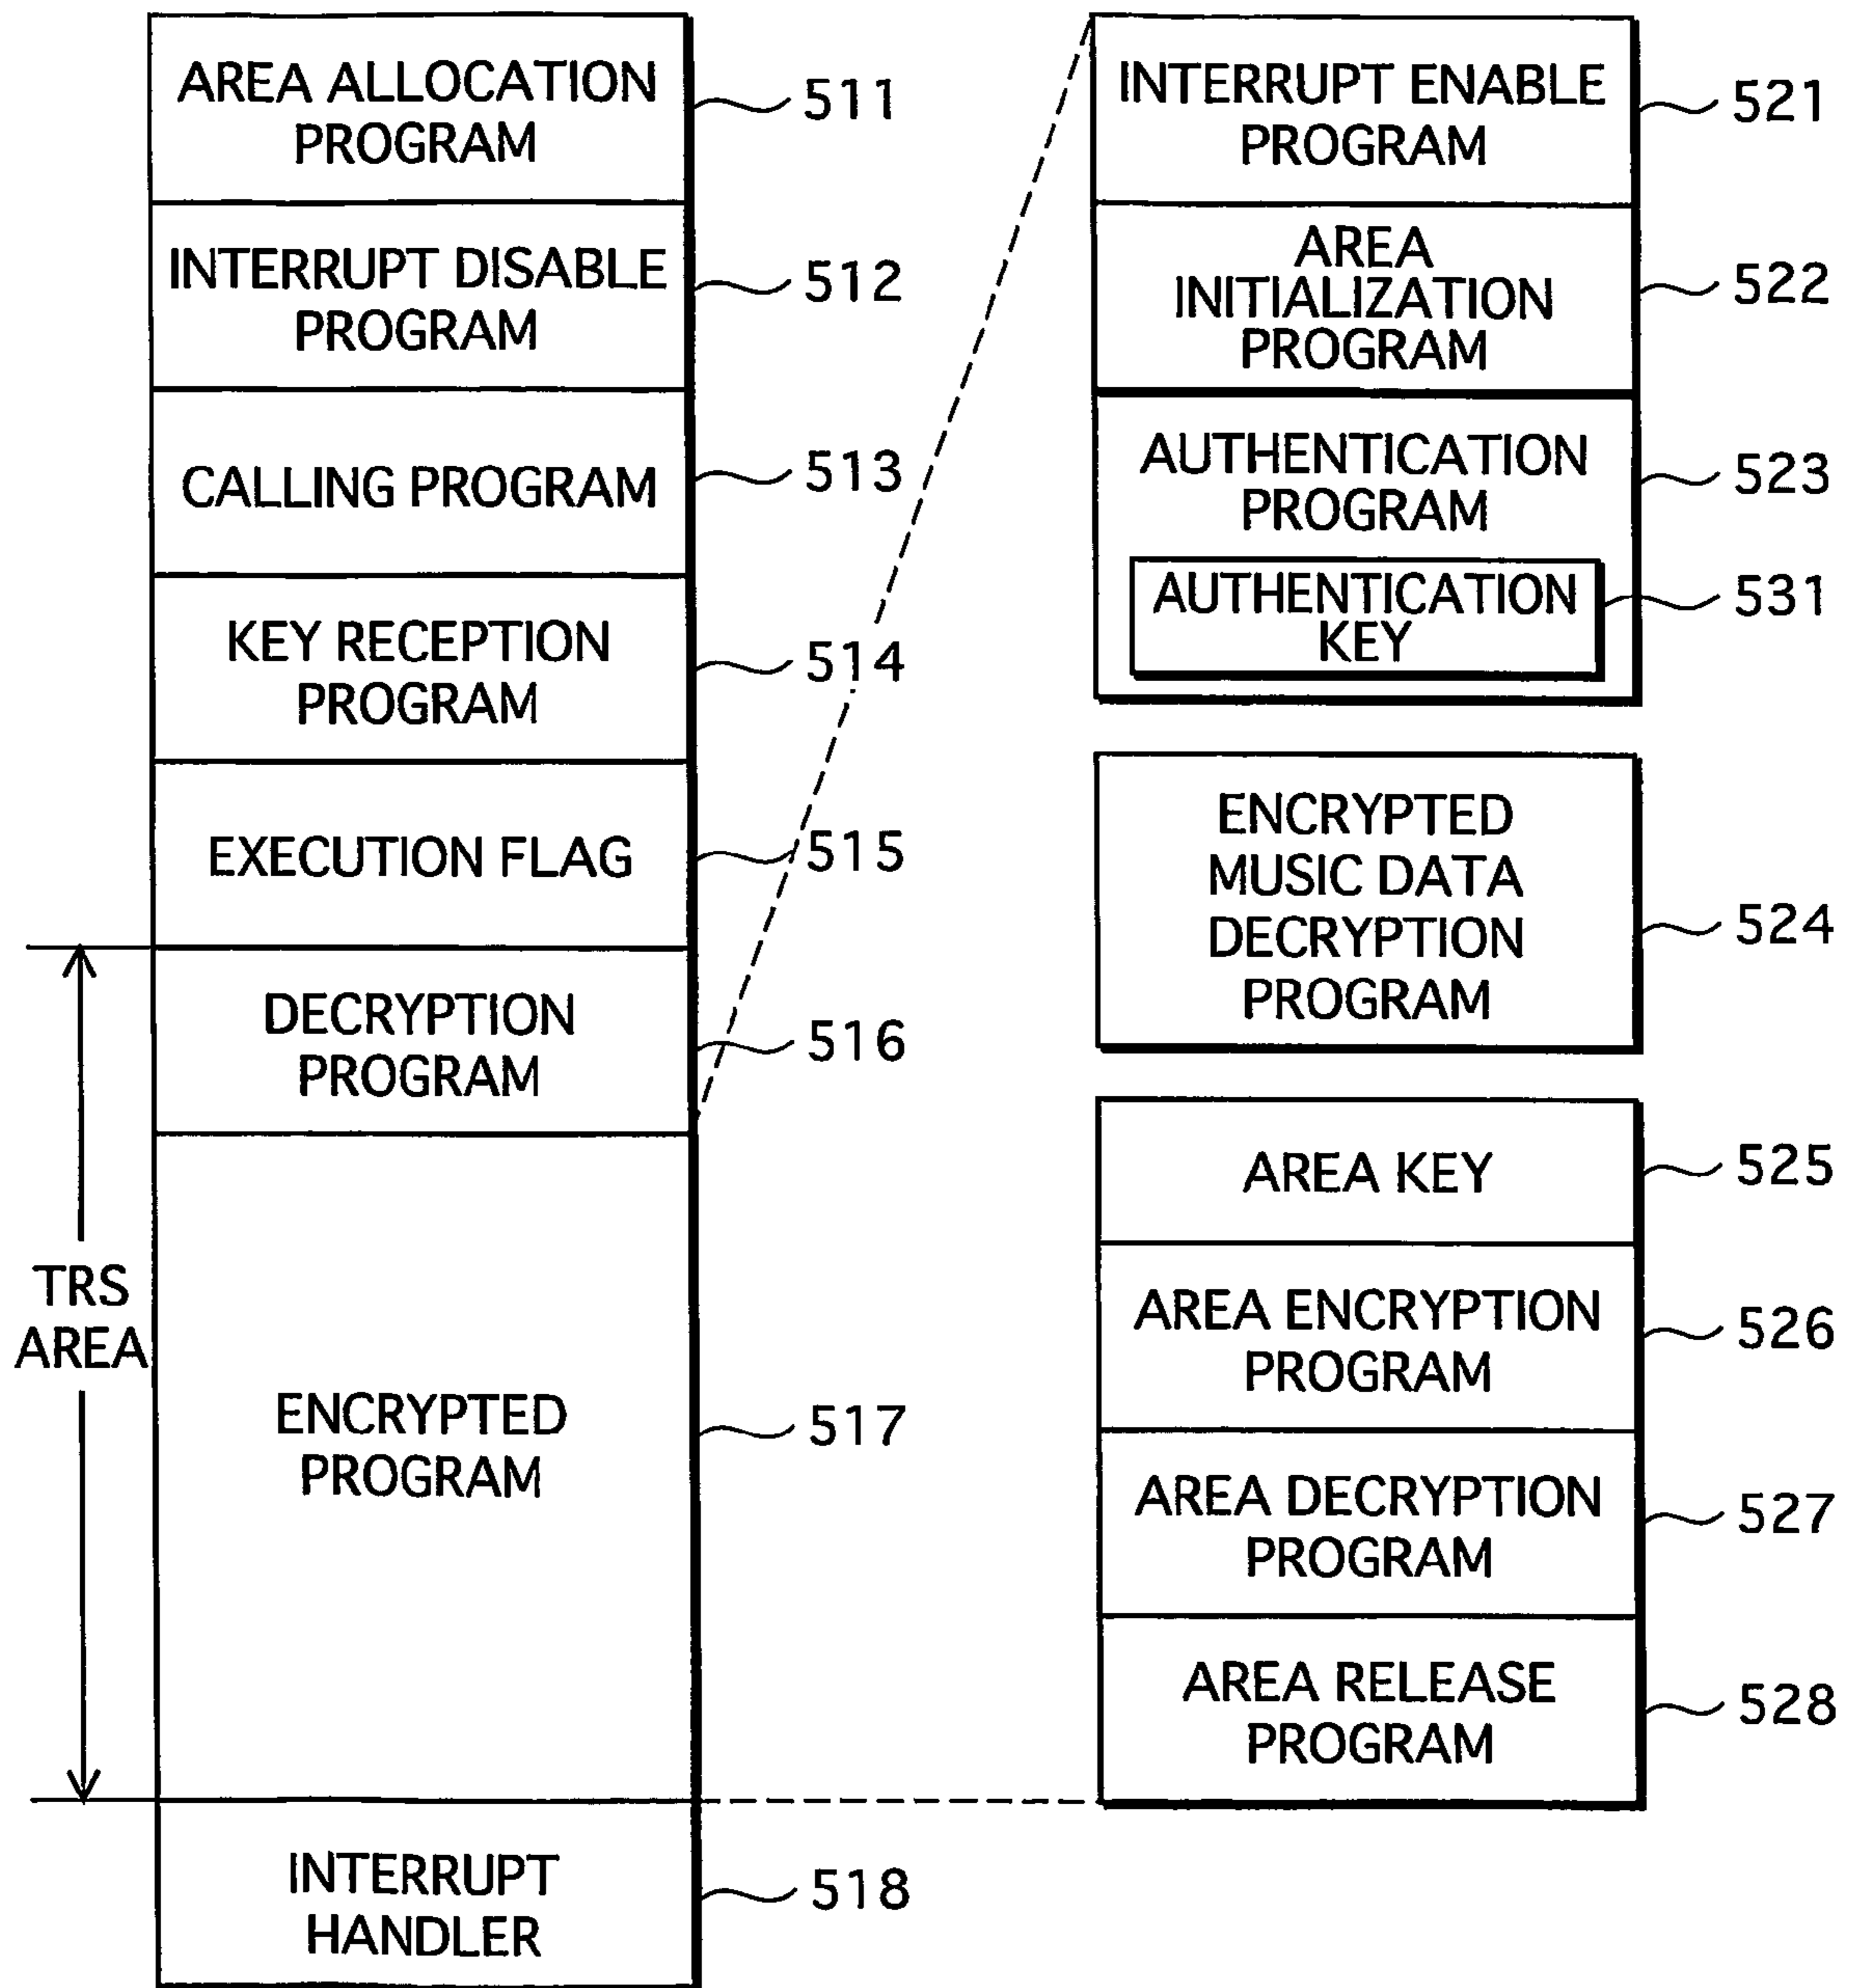 AREA ALLOCATION
PROGRAM
511
INTERRUPT DISABLE
PROGRAM
512
CALLING PROGRAM
513
KEY RECEPTION
PROGRAM
514
EXECUTION FLAG
515
DECRYPTION
PROGRAM
516
TRS
AREA
ENCRYPTED
PROGRAM
517
INTERRUPT
HANDLER
518
INTERRUPT ENABLE
PROGRAM
521
AREA
INITIALIZATION
PROGRAM
522
AUTHENTICATION
PROGRAM
523
AUTHENTICATION
KEY
531
ENCRYPTED
MUSIC DATA
DECRYPTION
PROGRAM
524
AREA KEY
525
AREA ENCRYPTION
PROGRAM
526
AREA DECRYPTION
PROGRAM
527
AREA RELEASE
PROGRAM
528